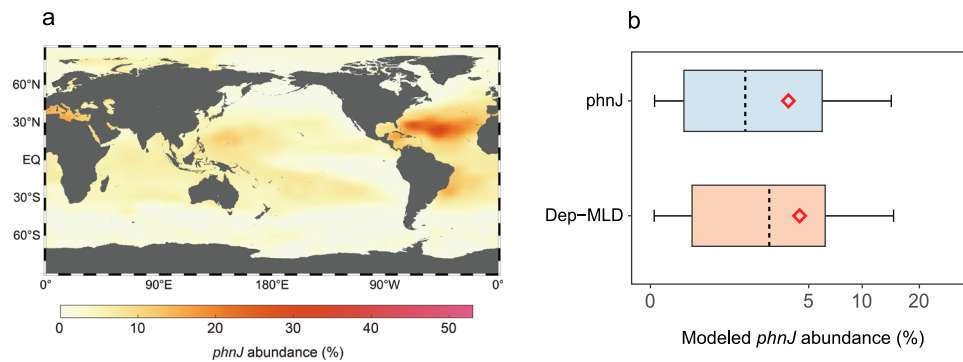 a
60°N
30°N
EQ
30°S
60°S
0°
90°E
180°E
90°W
0°
0
10
20
30
40
50
phnJ abundance (%)
b
phnJ
Dep−MLD
0
5
10
20
Modeled phnJ abundance (%)